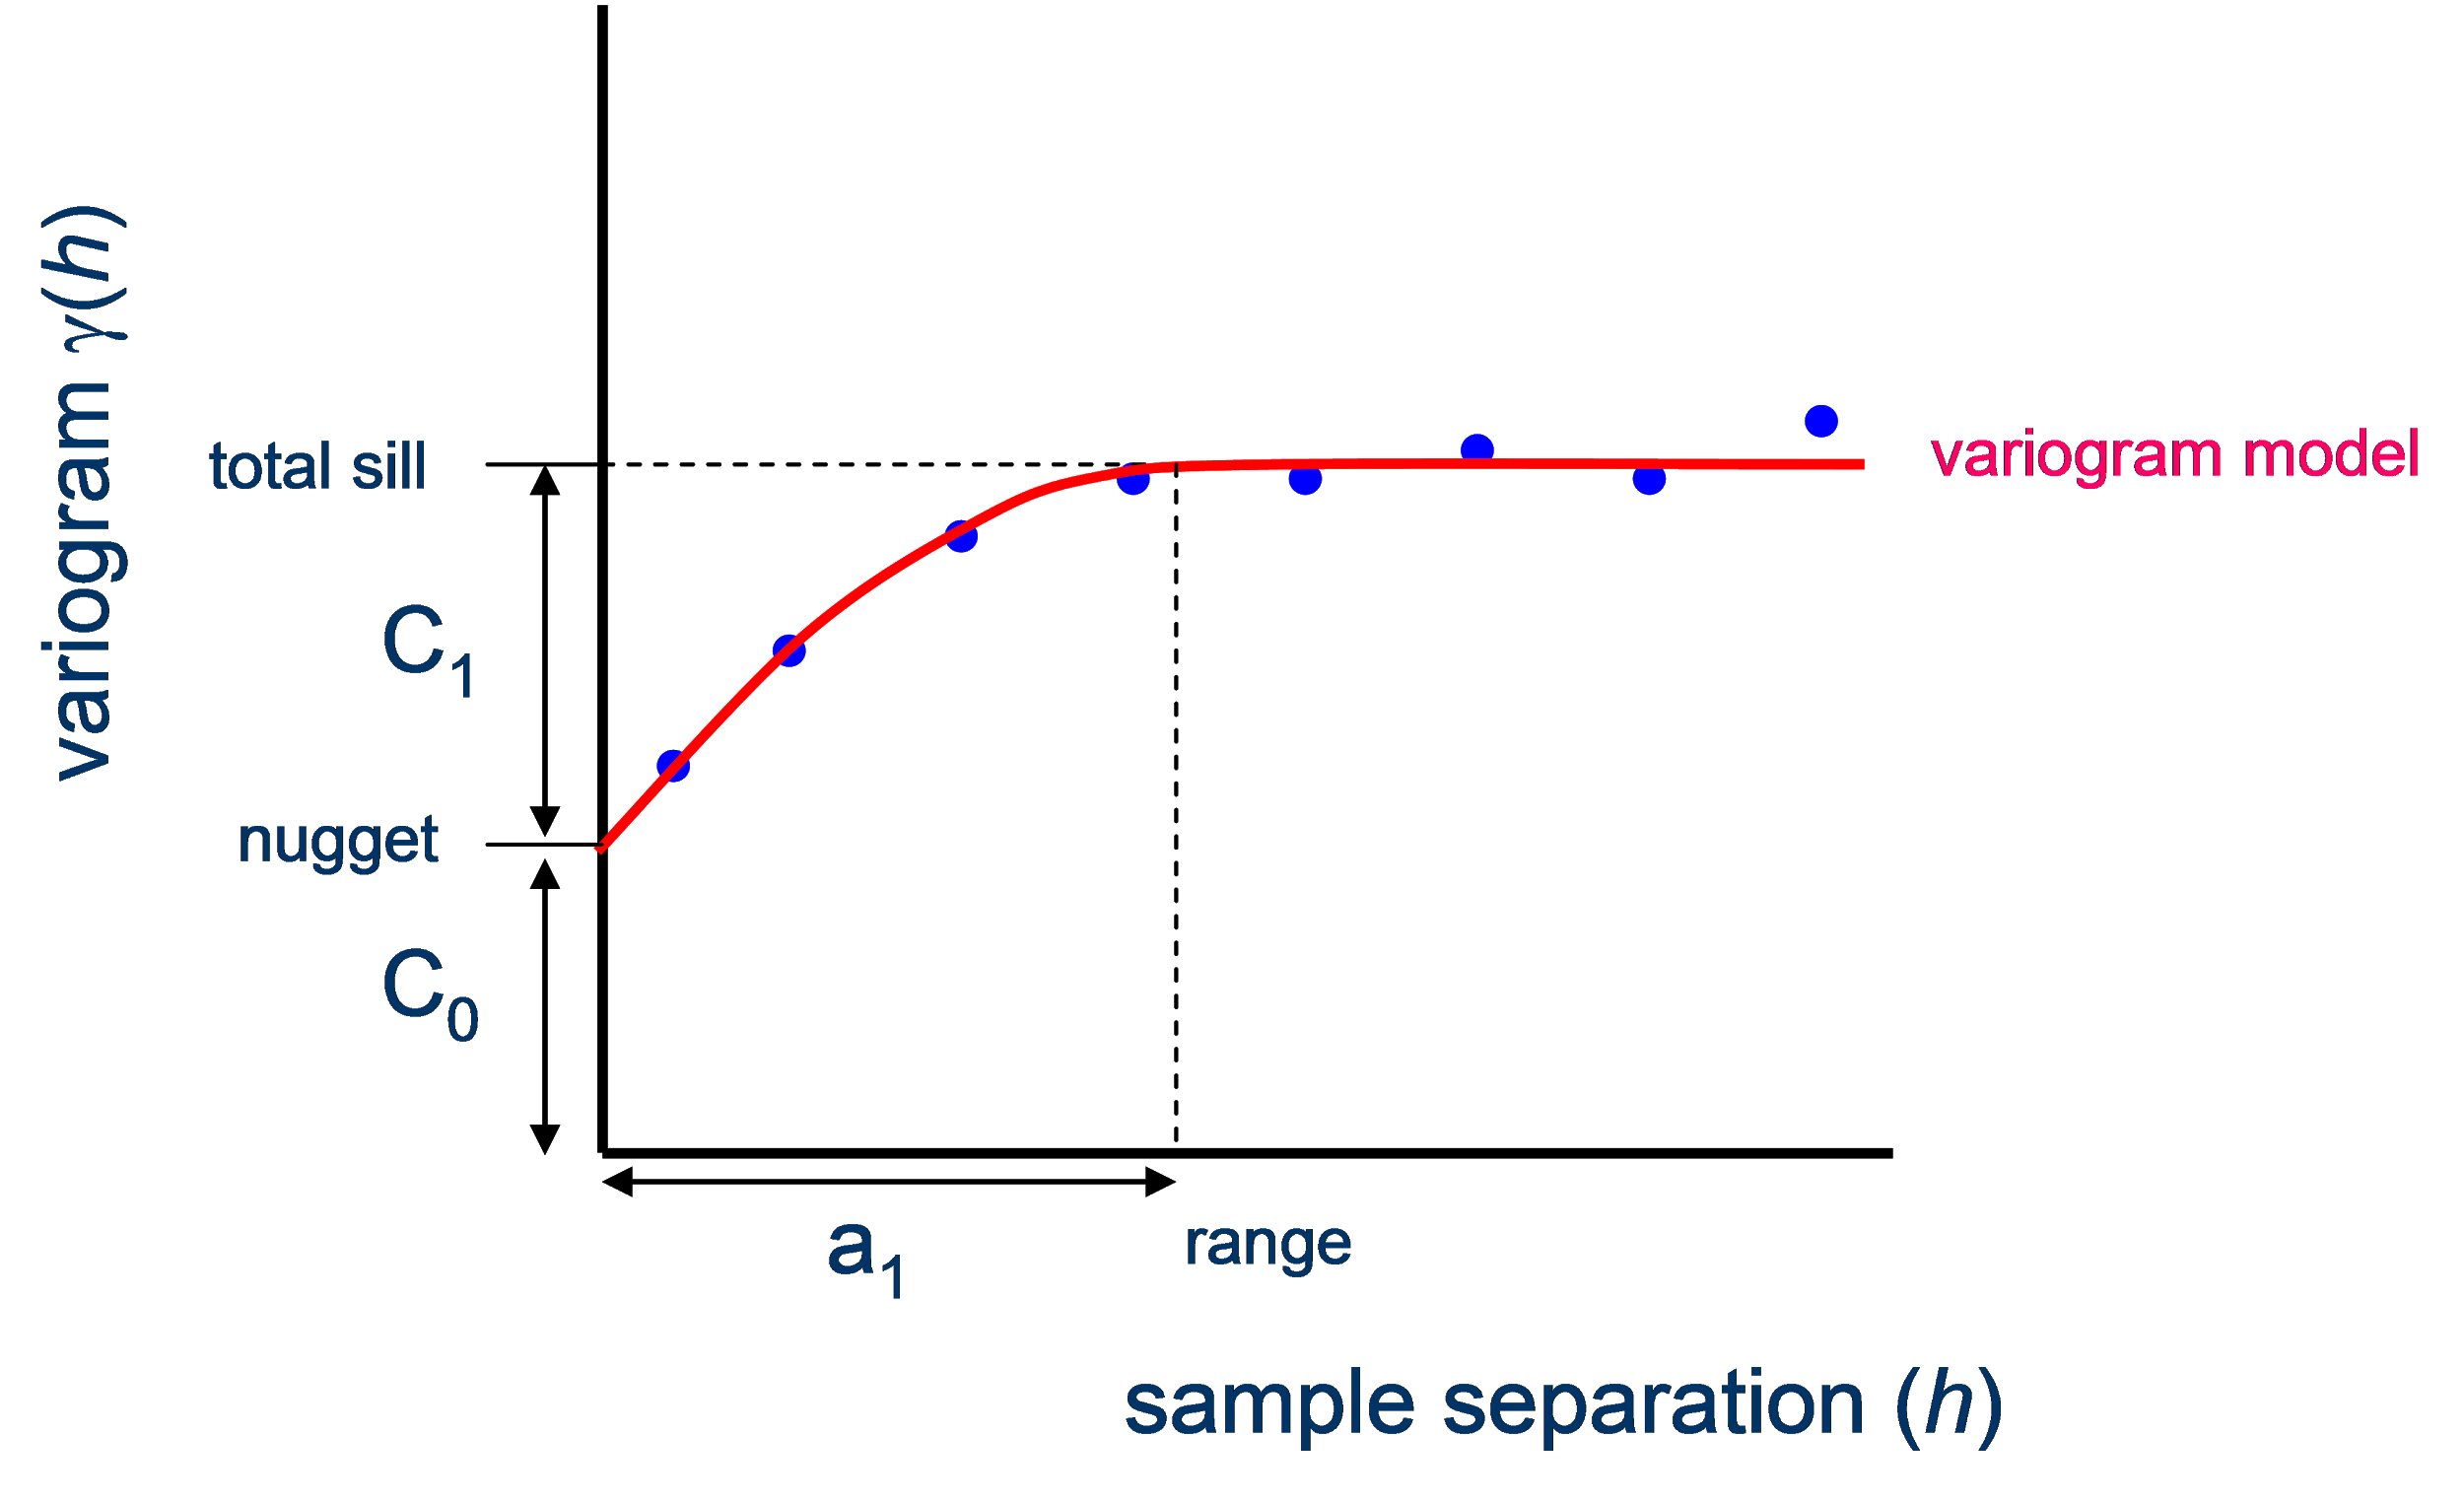 variogram γ(h)
total sill
variogram model
C1
nugget
C0
a1
range
sample separation (h)